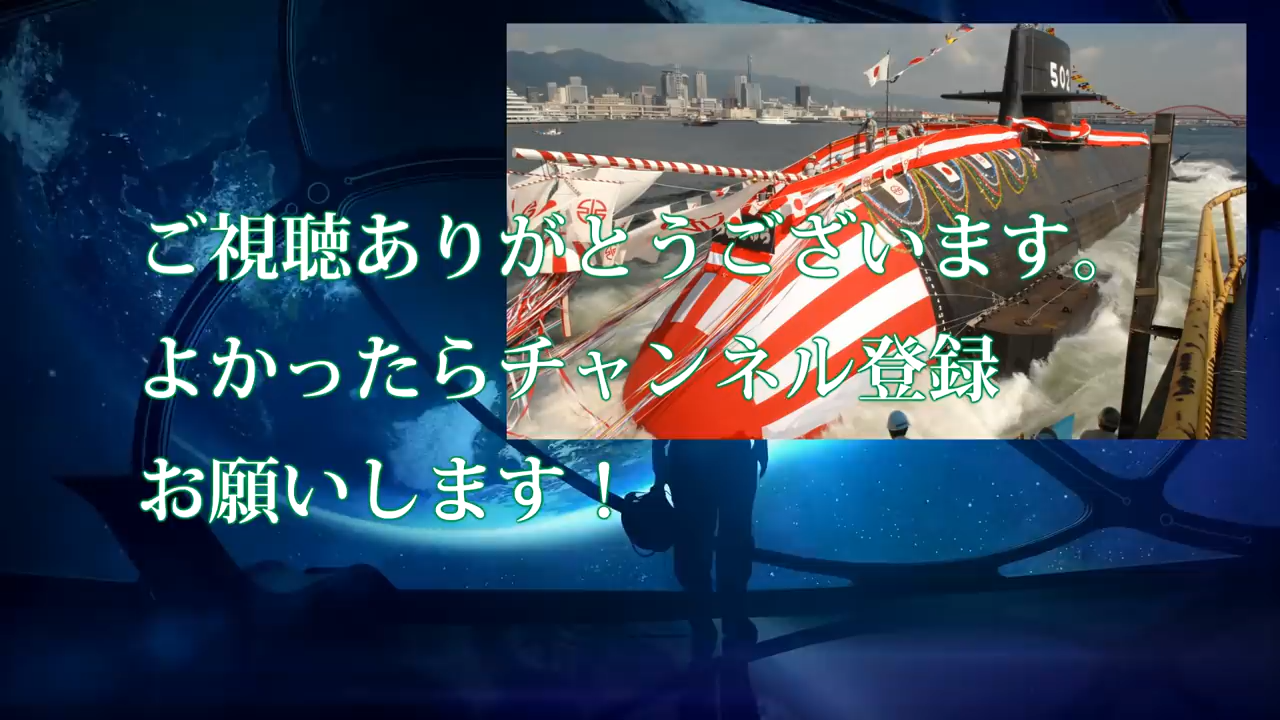 502
ご視聴ありがとうございます。
よかったらチャンネル登録
お願いします！